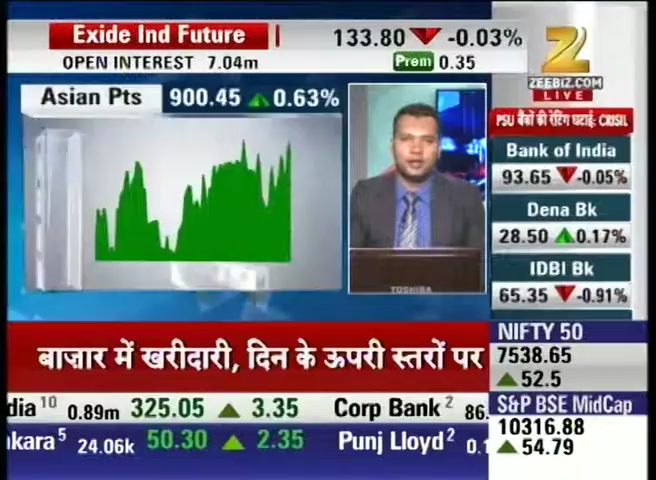 Exide Ind Future
133.80 -0.03%
OPEN INTEREST 7.04m
Prem 0.35
ZEEBIZ.COM
LIVE
Asian Pts 900.45 0.63%
PSU बैंकों की रेटिंग घटाई: CRISIL
Bank of India
93.65 -0.05%
Dena Bk
28.50 0.17%
IDBI Bk
65.35 -0.91%
TOSHIBA
बाज़ार में खरीदारी, दिन के ऊपरी स्तरों पर
NIFTY 50
7538.65
52.5
S&P BSE MidCap
10316.88
54.79
dia 10 0.89m 325.05 3.35 Corp Bank 2 86.
kara 5 24.06k 50.30 2.35 Punj Lloyd 2 0.1